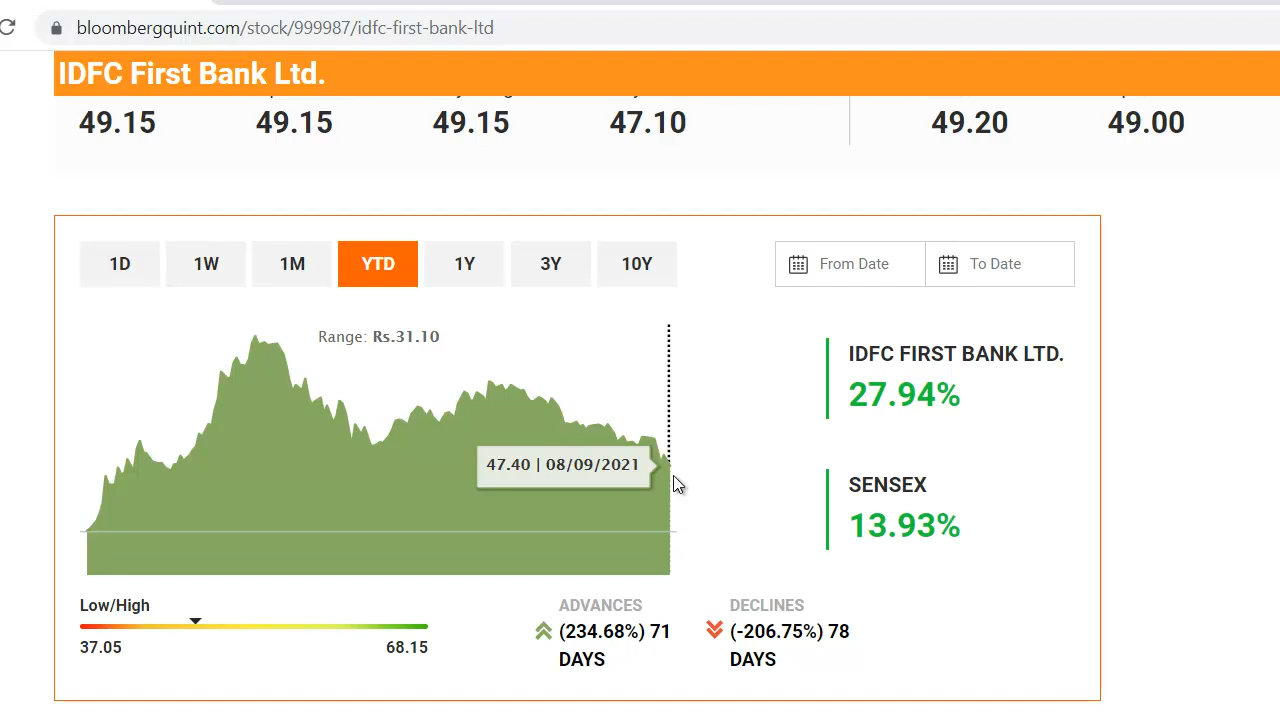 bloombergquint.com/stock/999987/idfc-first-bank-ltd
IDFC First Bank Ltd.
49.15 49.15 49.15 47.10 49.20 49.00
1D 1W 1M YTD 1Y 3Y 10Y From Date To Date
Range: Rs.31.10
IDFC FIRST BANK LTD.
27.94%
47.40 | 08/09/2021
SENSEX
13.93%
Low/High
37.05 68.15
ADVANCES
(234.68%) 71
DAYS
DECLINES
(-206.75%) 78
DAYS